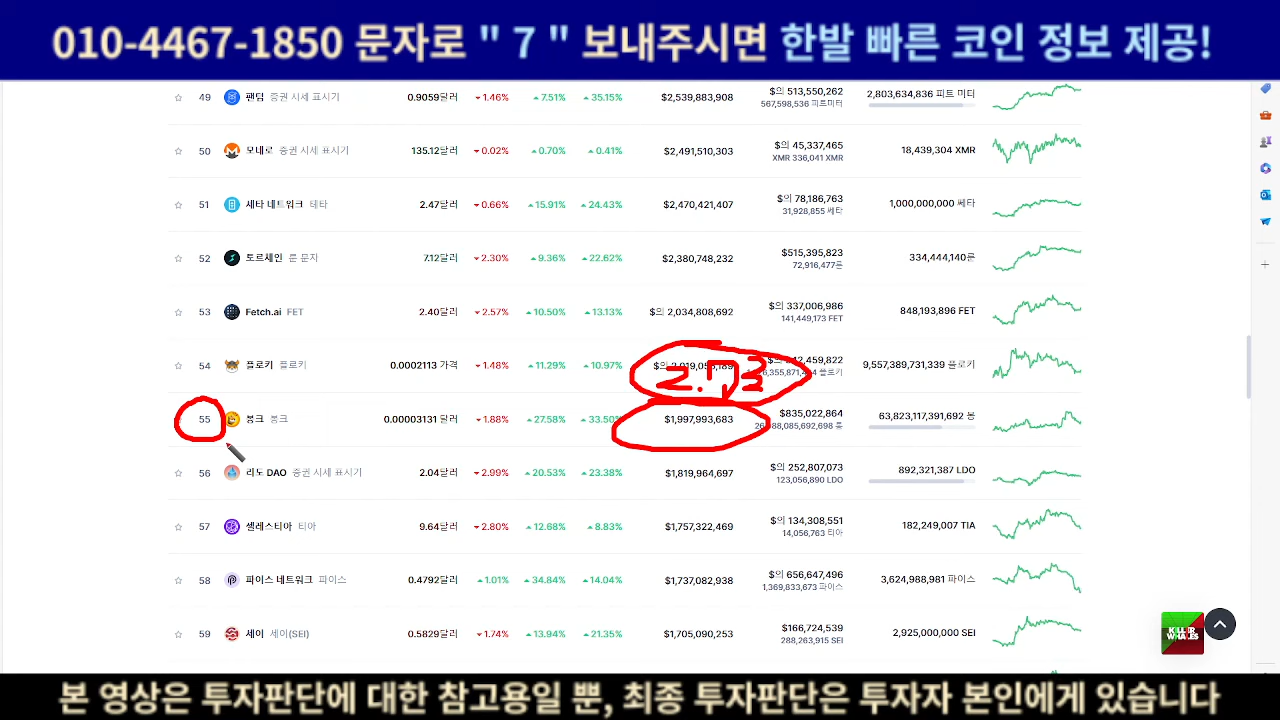 010-4467-1850 문자로 " 7 " 보내주시면 한발 빠른 코인 정보 제공!
49 팬텀 증권 시세 표시기 0.9059달러 1.46% 7.51% 35.15% $2,539,883,908 $의 513,550,262 2,803,634,836 피트 미터
567,598,536 피트미터
50 모네로 증권 시세 표시기 135.12달러 0.02% 0.70% 0.41% $2,491,510,303 $의 45,337,465 18,439,304 XMR
XMR 336,041 XMR
51 세타 네트워크 테타 2.47달러 0.66% 15.91% 24.43% $2,470,421,407 $의 78,186,763 1,000,000,000 쎄타
31,928,855 쎄타
52 토르체인 룬 문자 7.12달러 2.30% 9.36% 22.62% $2,380,748,232 $515,395,823 334,444,140룬
72,916,477룬
53 Fetch.ai FET 2.40달러 2.57% 10.50% 13.13% $의 2,034,808,692 $의 337,006,986 848,193,896 FET
141,449,173 FET
54 플로키 플로키 0.0002113 가격 1.48% 11.29% 10.97% 9,557,389,731,339 플로키
55 봉크 봉크 0.00003131 달러 1.88% 27.58% 33.50% $1,997,993,683 $835,022,864 63,823,117,391,692 봉
56 리도 DAO 증권 시세 표시기 2.04달러 2.99% 20.53% 23.38% $1,819,964,697 $의 252,807,073 892,321,387 LDO
123,056,890 LDO
57 셀레스티아 티아 9.64달러 2.80% 12.68% 8.83% $1,757,322,469 $의 134,308,551 182,249,007 TIA
14,056,763 티아
58 파이스 네트워크 파이스 0.4792달러 1.01% 34.84% 14.04% $1,737,082,938 $의 656,647,496 3,624,988,981 파이스
1,369,833,673 파이스
59 세이 세이(SEI) 0.5829달러 1.74% 13.94% 21.35% $1,705,090,253 $166,724,539 2,925,000,000 SEI
288,263,915 SEI
KILLER
WHALES
본 영상은 투자판단에 대한 참고용일 뿐, 최종 투자판단은 투자자 본인에게 있습니다